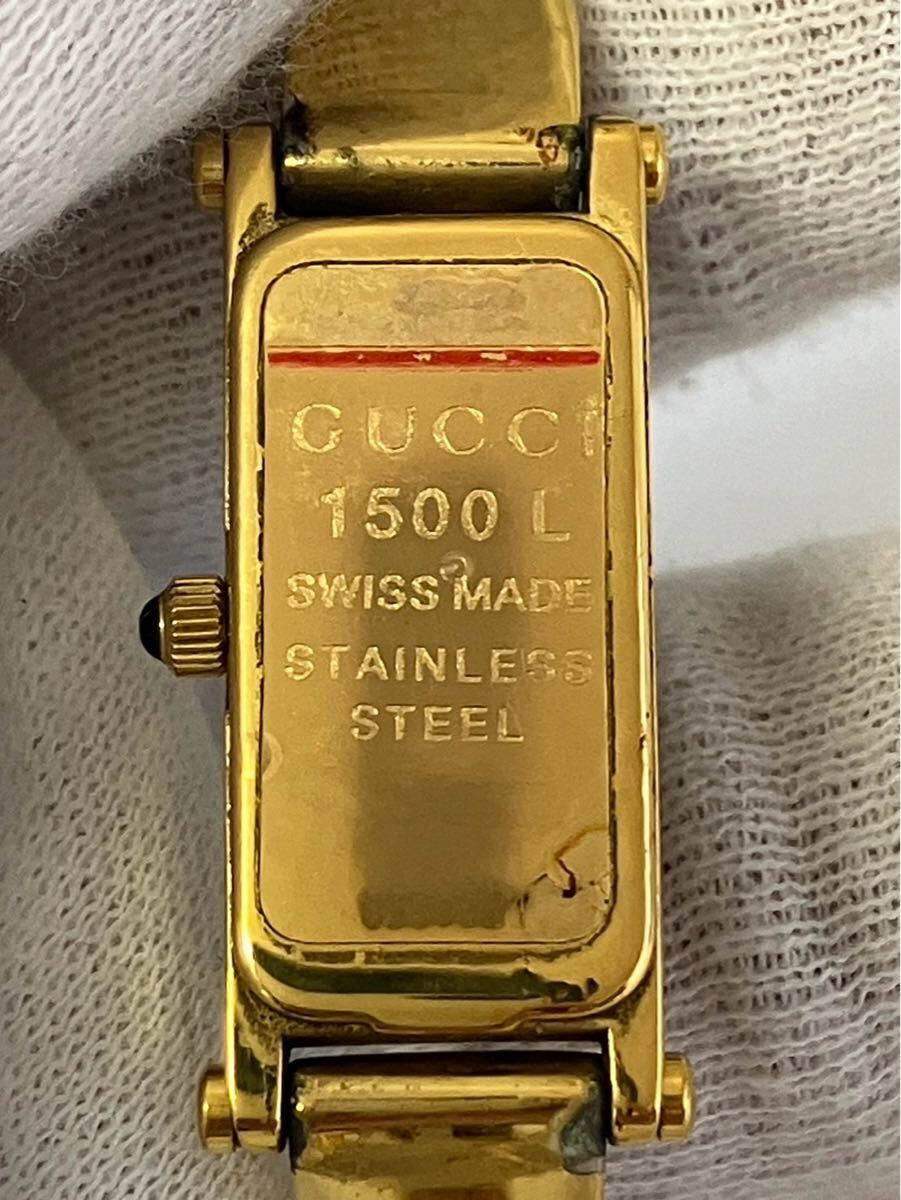 GUCCI
1500 L
SWISS MADE
STAINLESS
STEEL